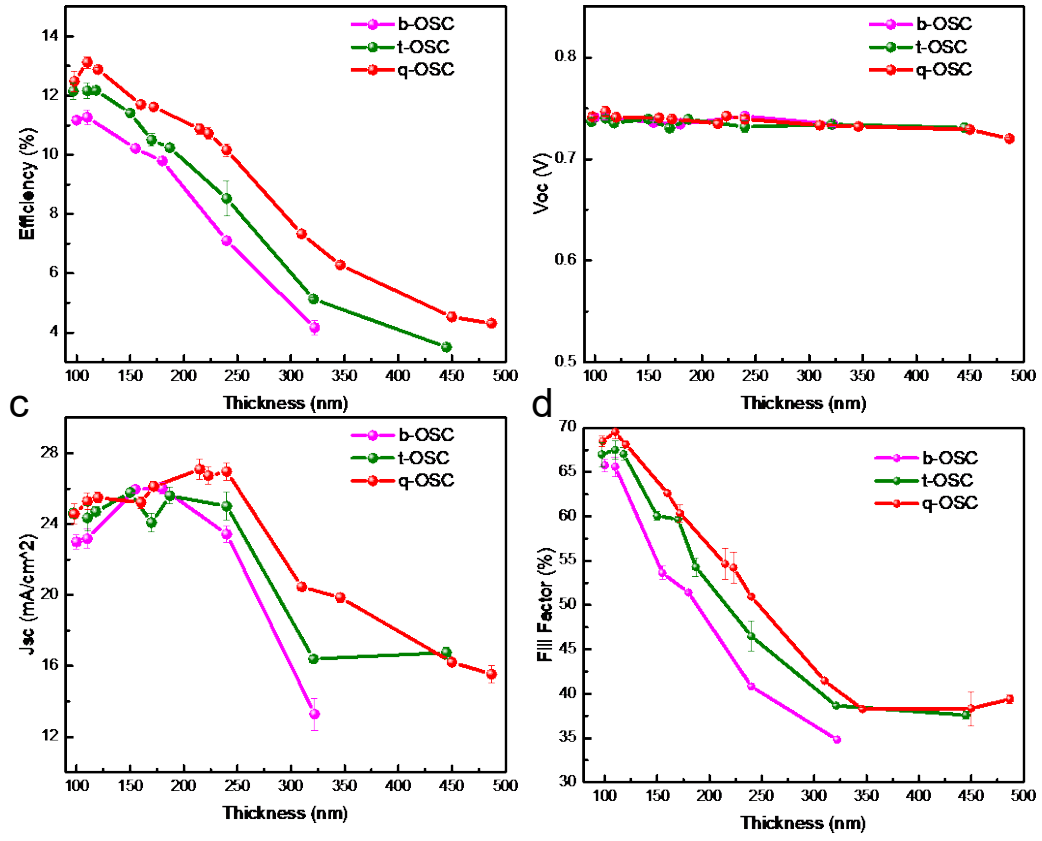 14
12
10
8
6
4
Efficiency (%)
100 150 200 250 300 350 400 450 500
Thickness (nm)
b-OSC
t-OSC
q-OSC
0.8
0.7
0.6
0.5
Voc (V)
100 150 200 250 300 350 400 450 500
Thickness (nm)
b-OSC
t-OSC
q-OSC
c
28
24
20
16
12
Jsc (mA/cm^2)
100 150 200 250 300 350 400 450 500
Thickness (nm)
b-OSC
t-OSC
q-OSC
d
70
65
60
55
50
45
40
35
30
Fill Factor (%)
100 150 200 250 300 350 400 450 500
Thickness (nm)
b-OSC
t-OSC
q-OSC